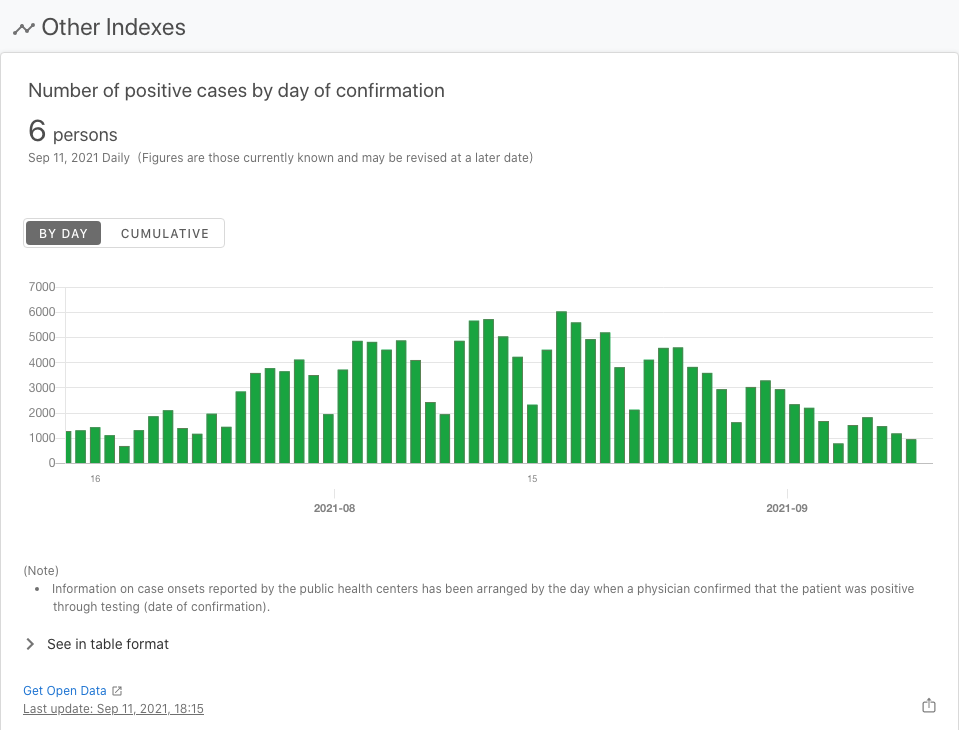 Other Indexes
Number of positive cases by day of confirmation
6 persons
Sep 11, 2021 Daily (Figures are those currently known and may be revised at a later date)
BY DAY CUMULATIVE
7000
6000
5000
4000
3000
2000
1000
0
16 15
2021-08 2021-09
(Note)
• Information on case onsets reported by the public health centers has been arranged by the day when a physician confirmed that the patient was positive
through testing (date of confirmation).
See in table format
Get Open Data
Last update: Sep 11, 2021, 18:15